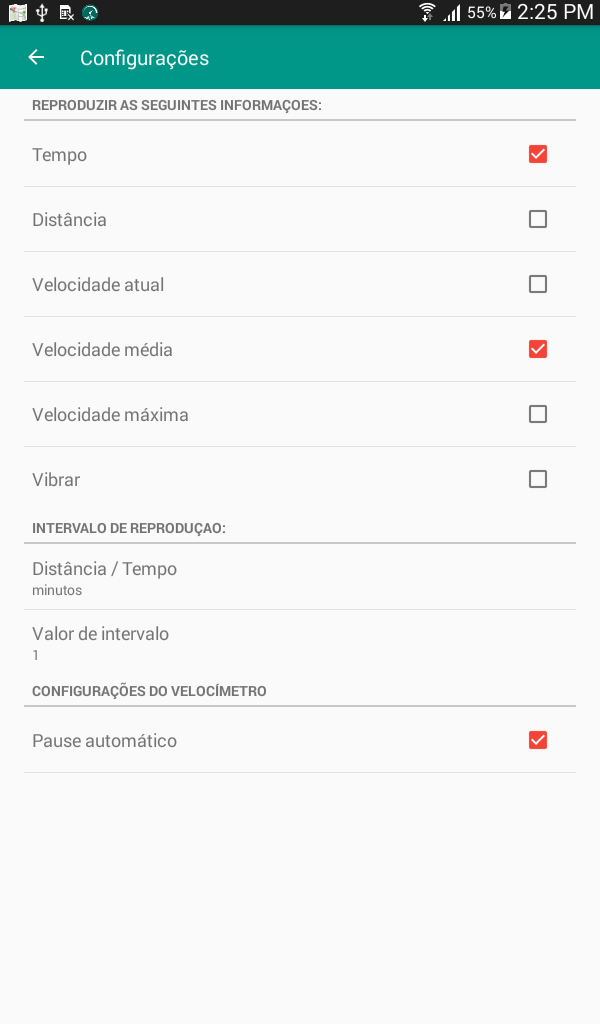 55% 2:25 PM
Configurações
REPRODUZIR AS SEGUINTES INFORMAÇOES:
Tempo
Distância
Velocidade atual
Velocidade média
Velocidade máxima
Vibrar
INTERVALO DE REPRODUÇAO:
Distância / Tempo
minutos
Valor de intervalo
1
CONFIGURAÇÕES DO VELOCÍMETRO
Pause automático